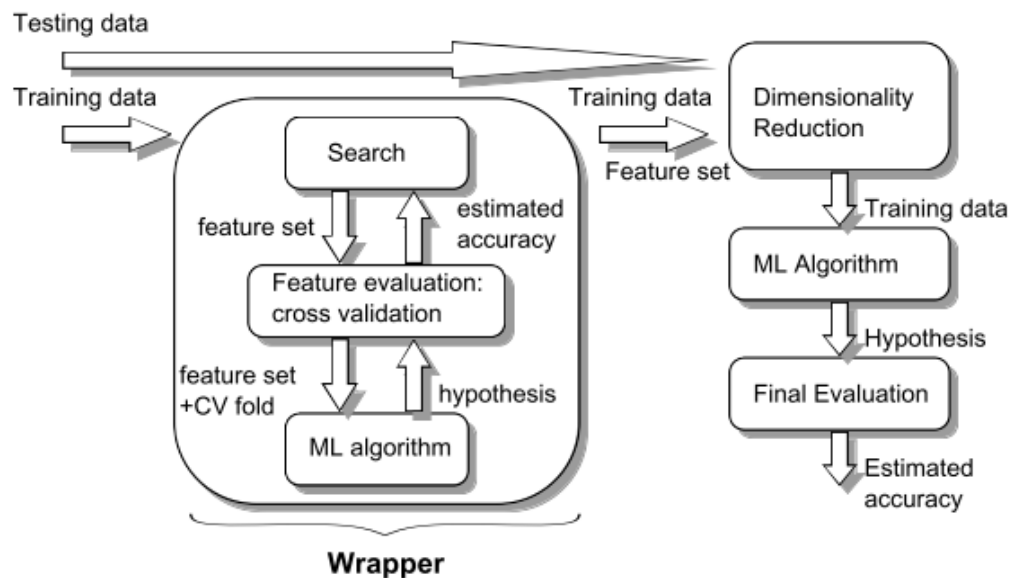 Testing data
Training data
Search
feature set
estimated
accuracy
Feature evaluation:
cross validation
feature set
+CV fold
hypothesis
ML algorithm
Wrapper
Training data
Feature set
Dimensionality
Reduction
Training data
ML Algorithm
Hypothesis
Final Evaluation
Estimated
accuracy